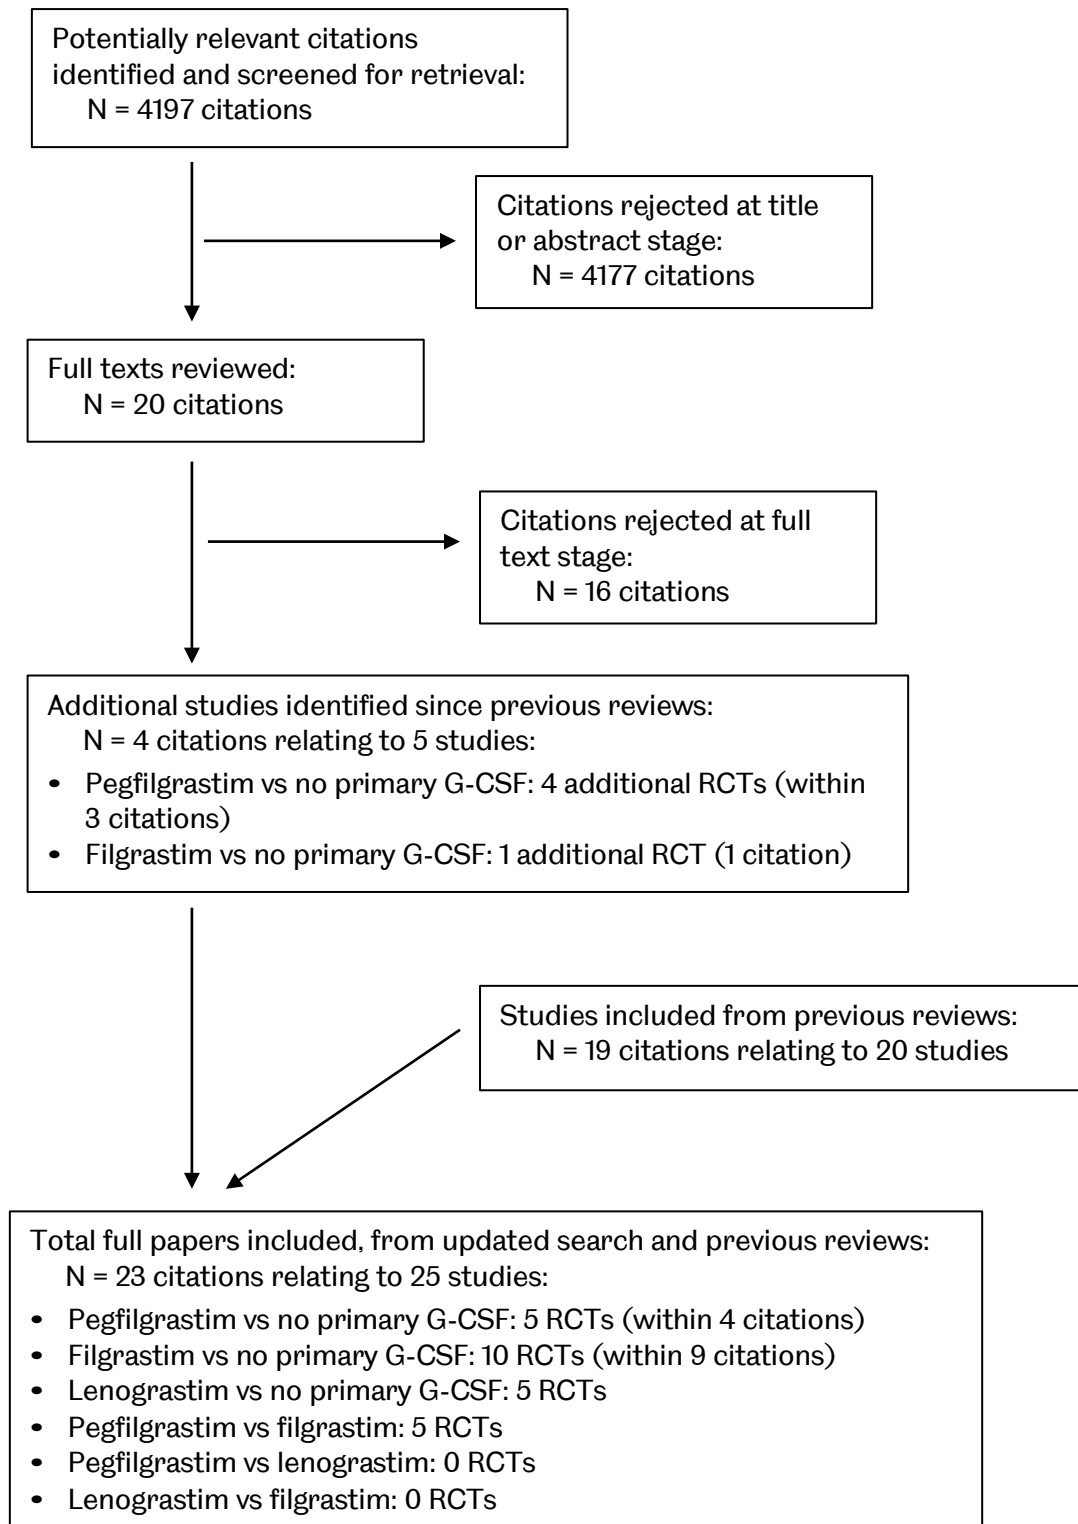 Potentially relevant citations
identified and screened for retrieval:
N = 4197 citations
Citations rejected at title
or abstract stage:
N = 4177 citations
Full texts reviewed:
N = 20 citations
Citations rejected at full
text stage:
N = 16 citations
Additional studies identified since previous reviews:
N = 4 citations relating to 5 studies:
• Pegfilgrastim vs no primary G-CSF: 4 additional RCTs (within
3 citations)
• Filgrastim vs no primary G-CSF: 1 additional RCT (1 citation)
Studies included from previous reviews:
N = 19 citations relating to 20 studies
Total full papers included, from updated search and previous reviews:
N = 23 citations relating to 25 studies:
• Pegfilgrastim vs no primary G-CSF: 5 RCTs (within 4 citations)
• Filgrastim vs no primary G-CSF: 10 RCTs (within 9 citations)
• Lenograstim vs no primary G-CSF: 5 RCTs
• Pegfilgrastim vs filgrastim: 5 RCTs
• Pegfilgrastim vs lenograstim: 0 RCTs
• Lenograstim vs filgrastim: 0 RCTs